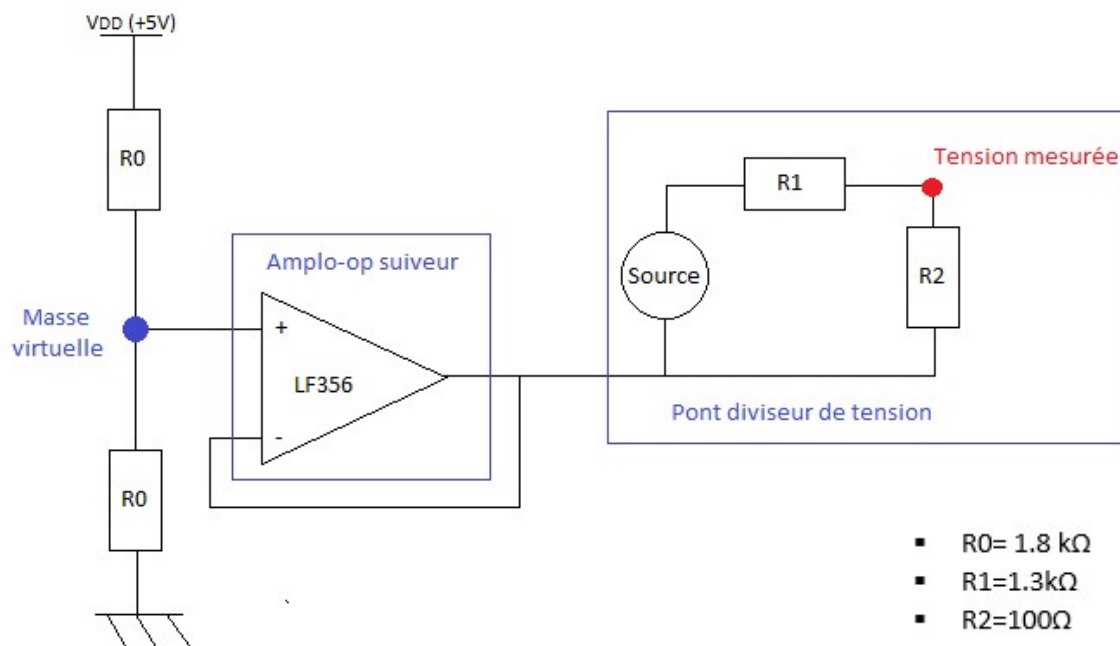 VDD (+5V)
R0
Masse
virtuelle
R0
Amplo-op suiveur
+
LF356
-
Source
R1
Tension mesurée
R2
Pont diviseur de tension
▪ R0= 1.8 kΩ
▪ R1=1.3kΩ
▪ R2=100Ω